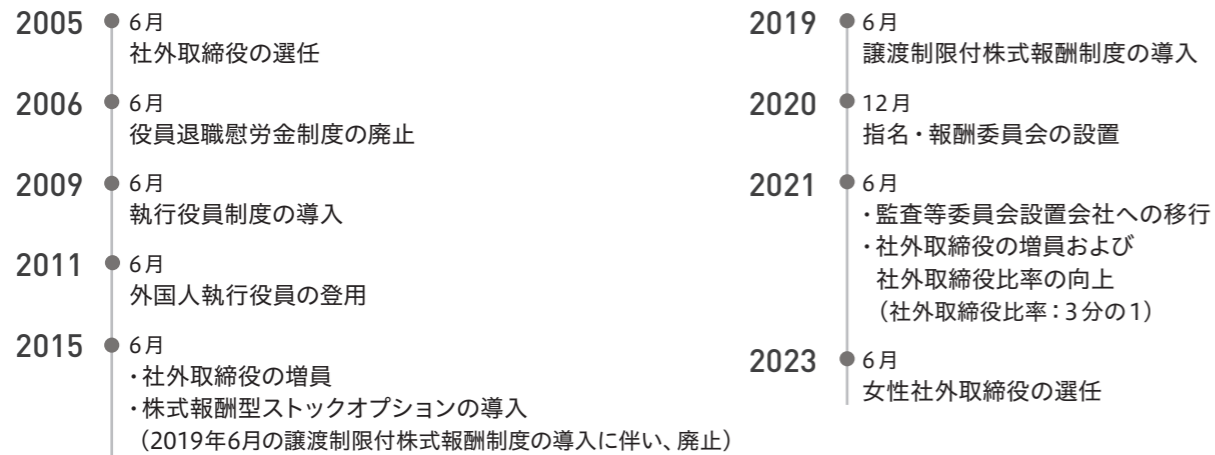 2005
6月
社外取締役の選任
2006
6月
役員退職慰労金制度の廃止
2009
6月
執行役員制度の導入
2011
6月
外国人執行役員の登用
2015
6月
・社外取締役の増員
・株式報酬型ストックオプションの導入
（2019年6月の譲渡制限付株式報酬制度の導入に伴い、廃止）
2019
6月
譲渡制限付株式報酬制度の導入
2020
12月
指名・報酬委員会の設置
2021
6月
・監査等委員会設置会社への移行
・社外取締役の増員および
社外取締役比率の向上
（社外取締役比率：3分の1）
2023
6月
女性社外取締役の選任